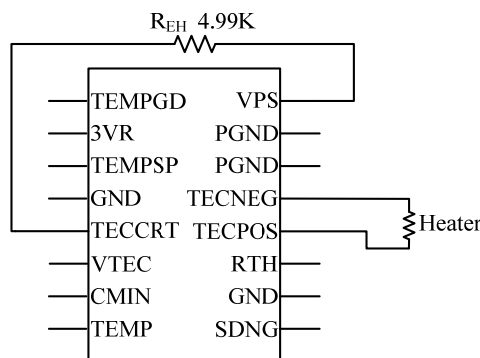 R_EH 4.99K
TEMPGD VPS
3VR PGND
TEMPSP PGND
GND TECNEG
TECCRT TECPOS
Heater
VTEC RTH
CMIN GND
TEMP SDNG